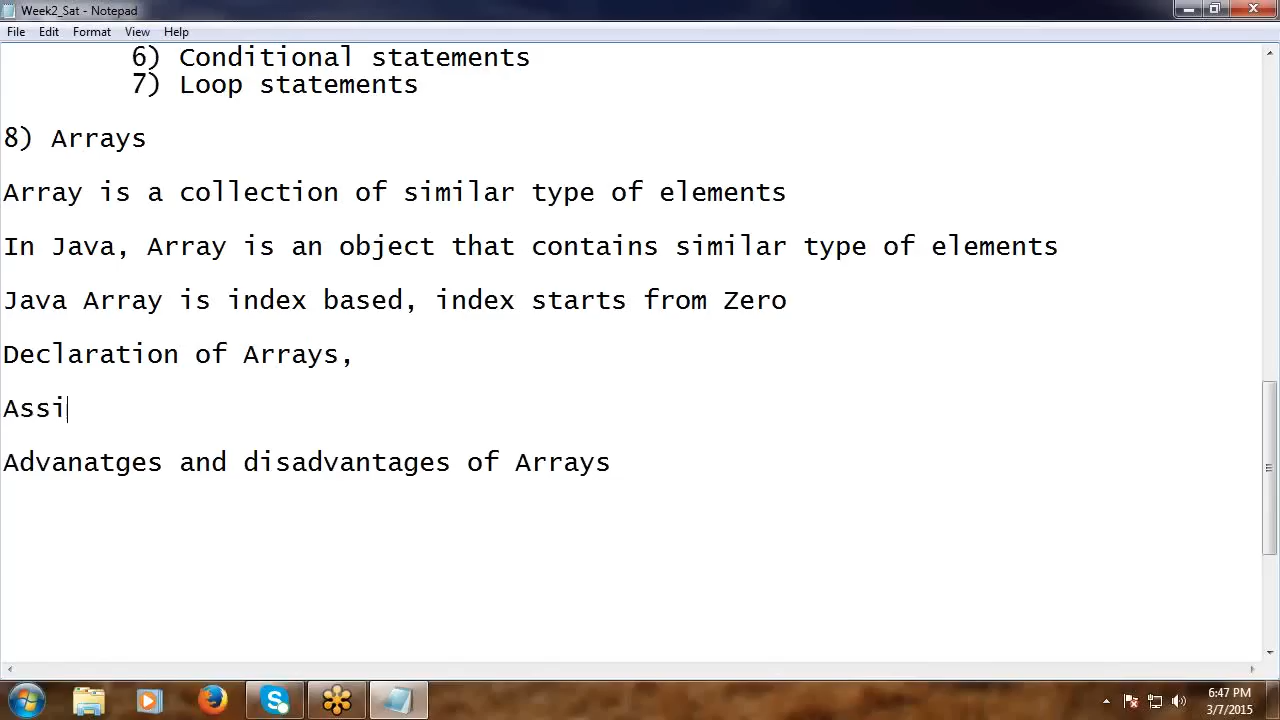 Week2_Sat - Notepad
File Edit Format View Help
6) Conditional statements
7) Loop statements
8) Arrays
Array is a collection of similar type of elements
In Java, Array is an object that contains similar type of elements
Java Array is index based, index starts from Zero
Declaration of Arrays,
Assi
Advanatges and disadvantages of Arrays
6:47 PM
3/7/2015